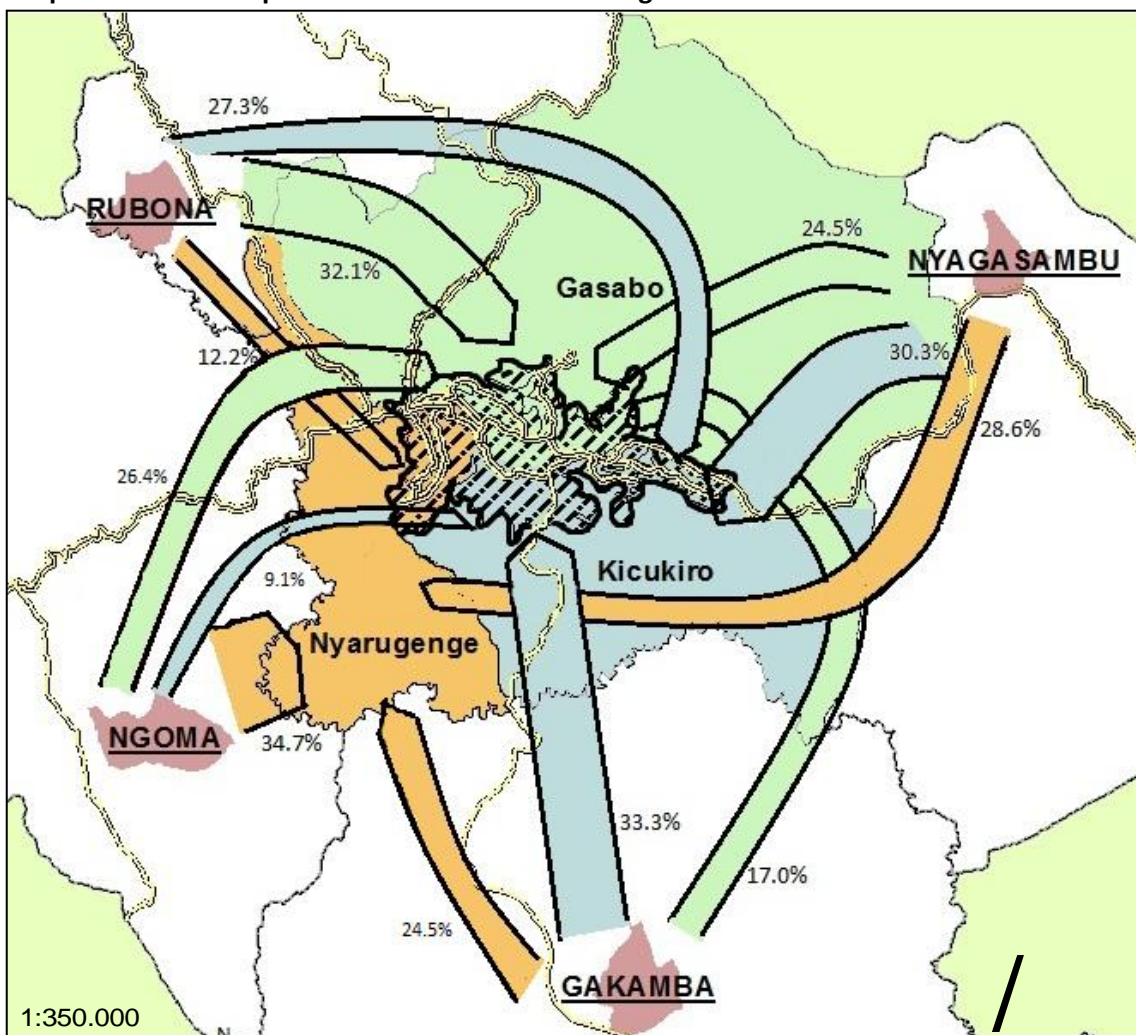 27.3%
RUBONA
24.5%
NYAGASAMBU
32.1%
Gasabo
12.2%
30.3%
28.6%
26.4%
9.1%
Kicukiro
Nyarugenge
NGOMA
34.7%
33.3%
17.0%
24.5%
GAKAMBA
1:350.000